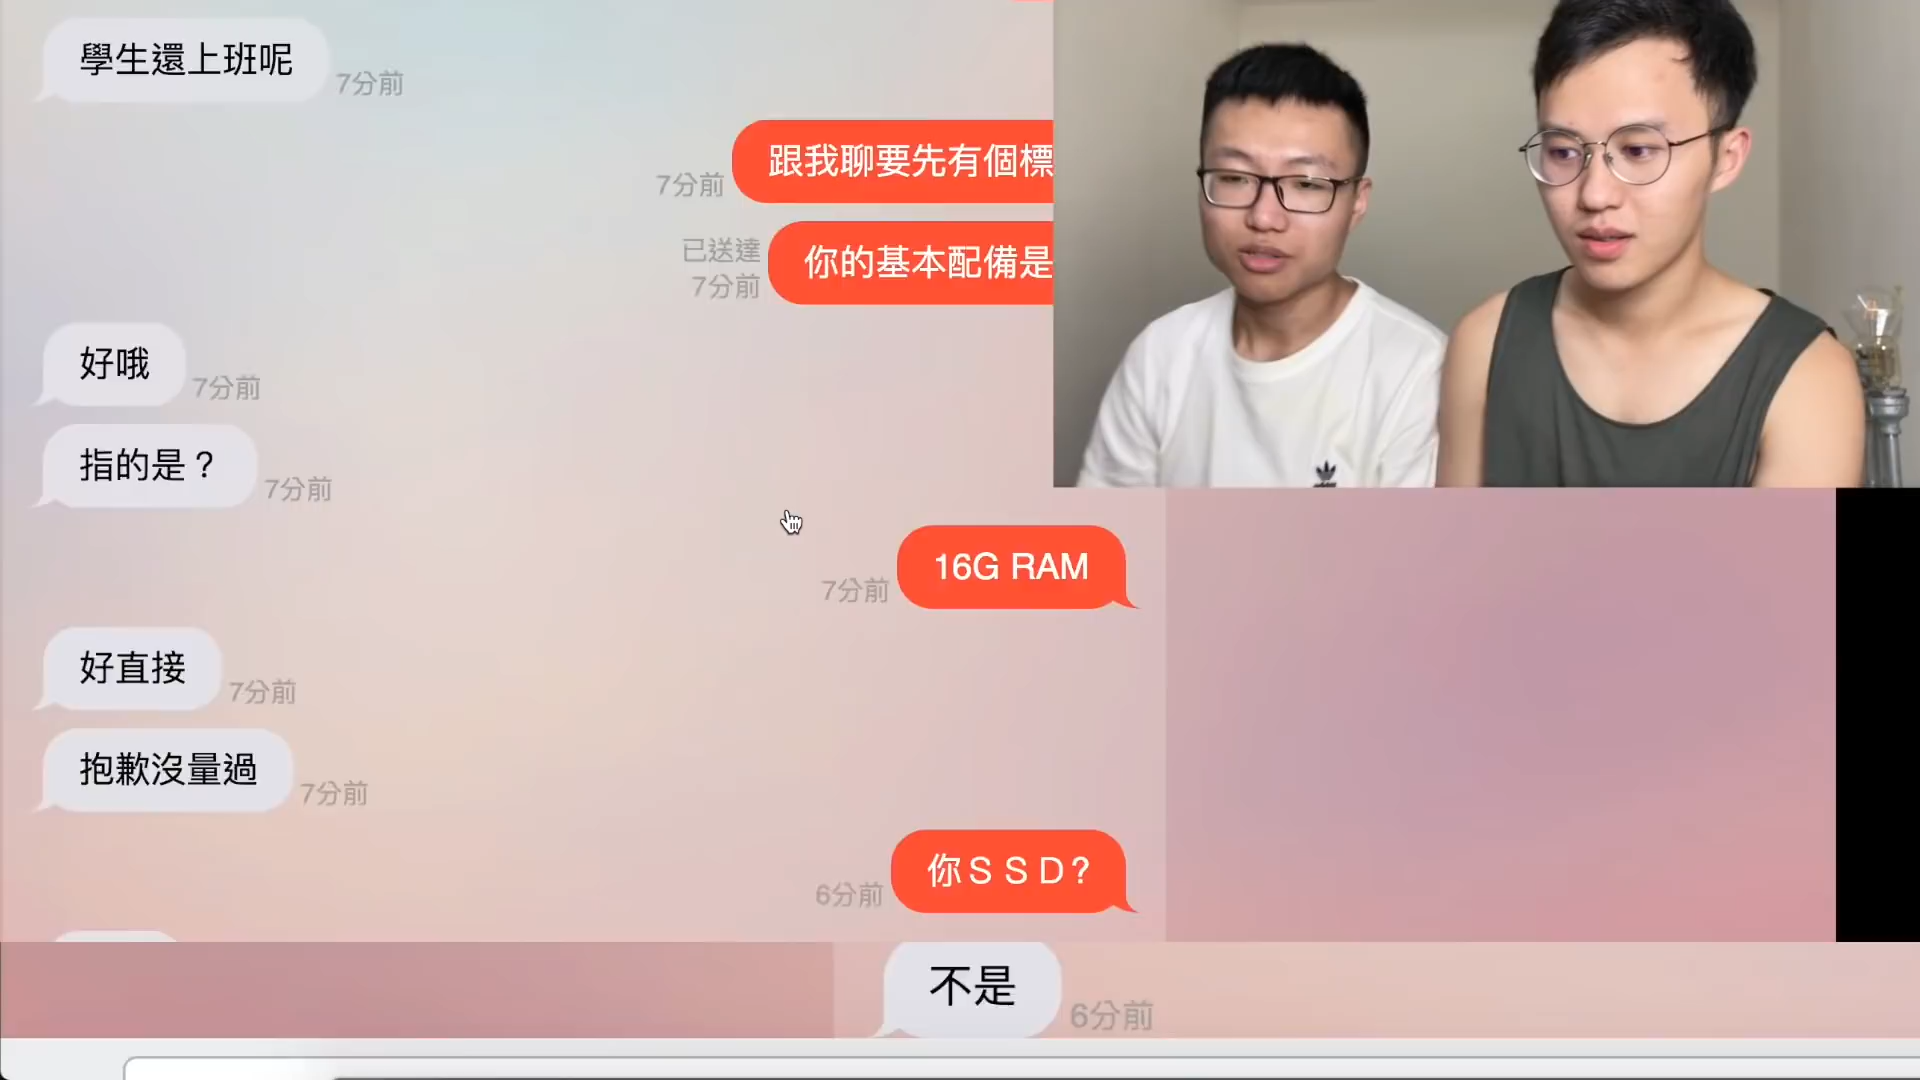 學生還上班呢
7分前
跟我聊要先有個標
7分前
你的基本配備是
已送達
7分前
好哦
7分前
指的是？
7分前
16G RAM
7分前
好直接
7分前
抱歉沒量過
7分前
你ＳＳＤ?
6分前
不是
6分前